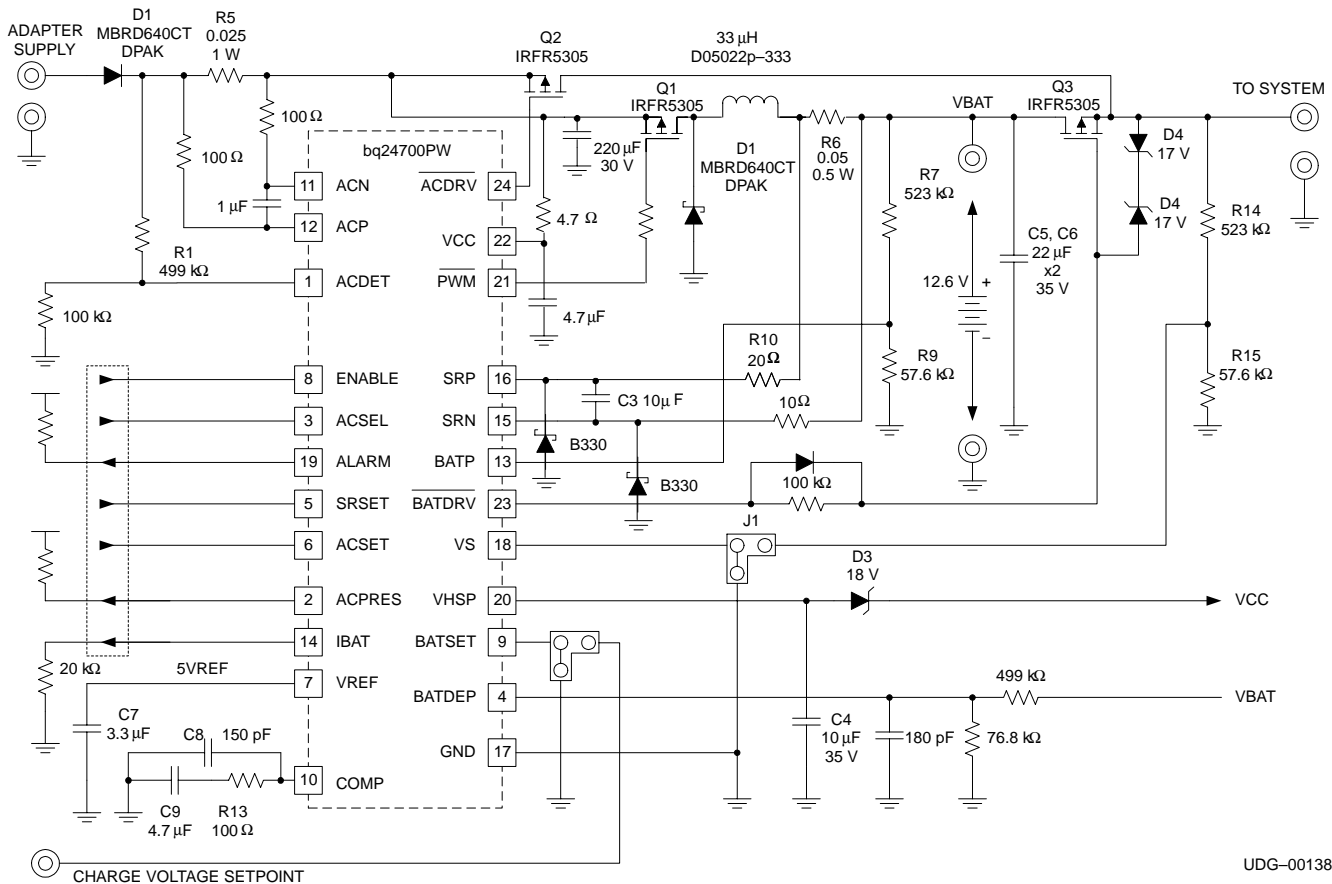 ADAPTER
SUPPLY
D1
MBRD640CT
DPAK
R5
0.025
1 W
Q2
IRFR5305
33 µH
D05022p–333
Q1
IRFR5305
VBAT
Q3
IRFR5305
TO SYSTEM
100Ω
100Ω
1 µF
R1
499 kΩ
100 kΩ
bq24700PW
220 µF
30 V
4.7 Ω
4.7 µF
D1
MBRD640CT
DPAK
R6
0.05
0.5 W
R7
523 kΩ
D4
17 V
D4
17 V
R14
523 kΩ
C5, C6
22 µF
x2
35 V
12.6 V
+
–
R9
57.6 kΩ
R15
57.6 kΩ
11 ACN
12 ACP
1 ACDET
8 ENABLE
3 ACSEL
19 ALARM
5 SRSET
6 ACSET
2 ACPRES
14 IBAT
7 VREF
10 COMP
ACDRV 24
VCC 22
PWM 21
SRP 16
SRN 15
BATP 13
BATDRV 23
VS 18
VHSP 20
BATSET 9
BATDEP 4
GND 17
R10
20Ω
C3 10µ F
10Ω
B330
B330
100 kΩ
J1
D3
18 V
VCC
499 kΩ
VBAT
C4
10 µF
35 V
180 pF
76.8 kΩ
20 kΩ
5VREF
C7
3.3 µF
C8
150 pF
C9
4.7 µF
R13
100 Ω
CHARGE VOLTAGE SETPOINT
UDG–00138